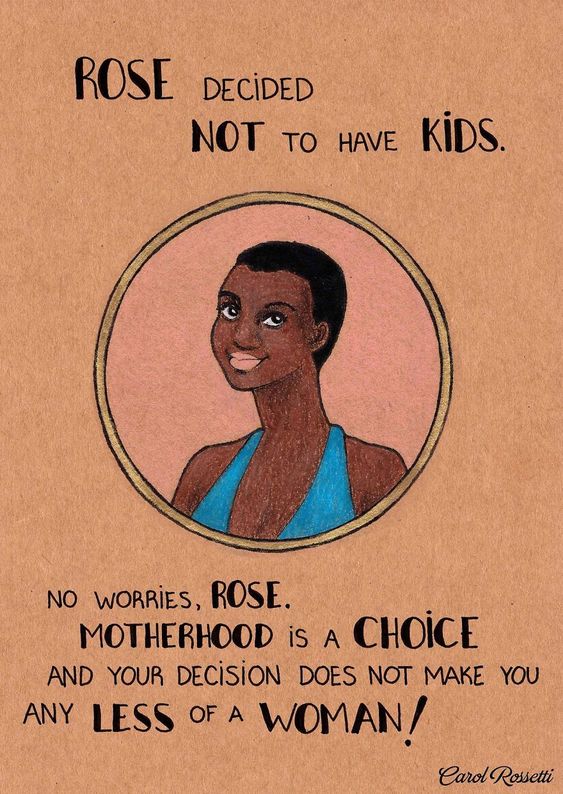 ROSE DECIDED
NOT TO HAVE KIDS.
NO WORRIES, ROSE.
MOTHERHOOD IS A CHOICE
AND YOUR DECISION DOES NOT MAKE YOU
ANY LESS OF A WOMAN!
Carol Rossetti